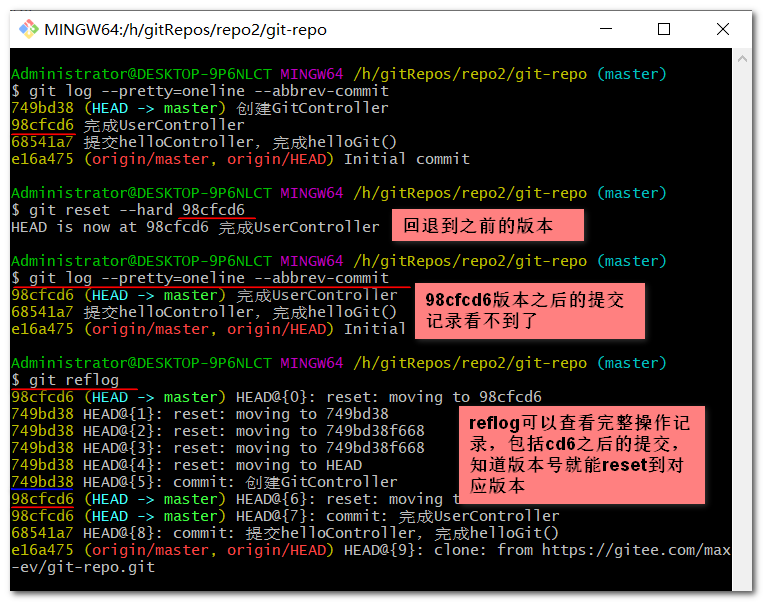 MINGW64:/h/gitRepos/repo2/git-repo
Administrator@DESKTOP-9P6NLCT MINGW64 /h/gitRepos/repo2/git-repo (master)
$ git log --pretty=oneline --abbrev-commit
749bd38 (HEAD -> master) 创建GitController
98cfcd6 完成UserController
68541a7 提交helloController, 完成helloGit()
e16a475 (origin/master, origin/HEAD) Initial commit
Administrator@DESKTOP-9P6NLCT MINGW64 /h/gitRepos/repo2/git-repo (master)
$ git reset --hard 98cfcd6
HEAD is now at 98cfcd6 完成UserController
回退到之前的版本
Administrator@DESKTOP-9P6NLCT MINGW64 /h/gitRepos/repo2/git-repo (master)
$ git log --pretty=oneline --abbrev-commit
98cfcd6 (HEAD -> master) 完成UserController
68541a7 提交helloController, 完成helloGit()
e16a475 (origin/master, origin/HEAD) Initial
98cfcd6版本之后的提交
记录看不到了
Administrator@DESKTOP-9P6NLCT MINGW64 /h/gitRepos/repo2/git-repo (master)
$ git reflog
98cfcd6 (HEAD -> master) HEAD@{0}: reset: moving to 98cfcd6
749bd38 HEAD@{1}: reset: moving to 749bd38
749bd38 HEAD@{2}: reset: moving to 749bd38f668
749bd38 HEAD@{3}: reset: moving to 749bd38f668
749bd38 HEAD@{4}: reset: moving to HEAD
749bd38 HEAD@{5}: commit: 创建GitController
98cfcd6 (HEAD -> master) HEAD@{6}: reset: moving t
98cfcd6 (HEAD -> master) HEAD@{7}: commit: 完成UserController
68541a7 HEAD@{8}: commit: 提交helloController, 完成helloGit()
e16a475 (origin/master, origin/HEAD) HEAD@{9}: clone: from https://gitee.com/max
-ev/git-repo.git
reflog可以查看完整操作记
录，包括cd6之后的提交，
知道版本号就能reset到对
应版本